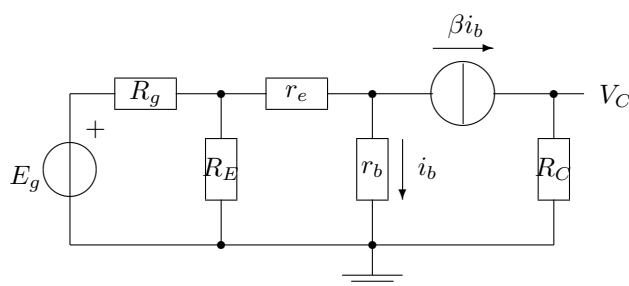 βi_b
R_g
r_e
V_C
+
E_g
R_E
r_b
i_b
R_C